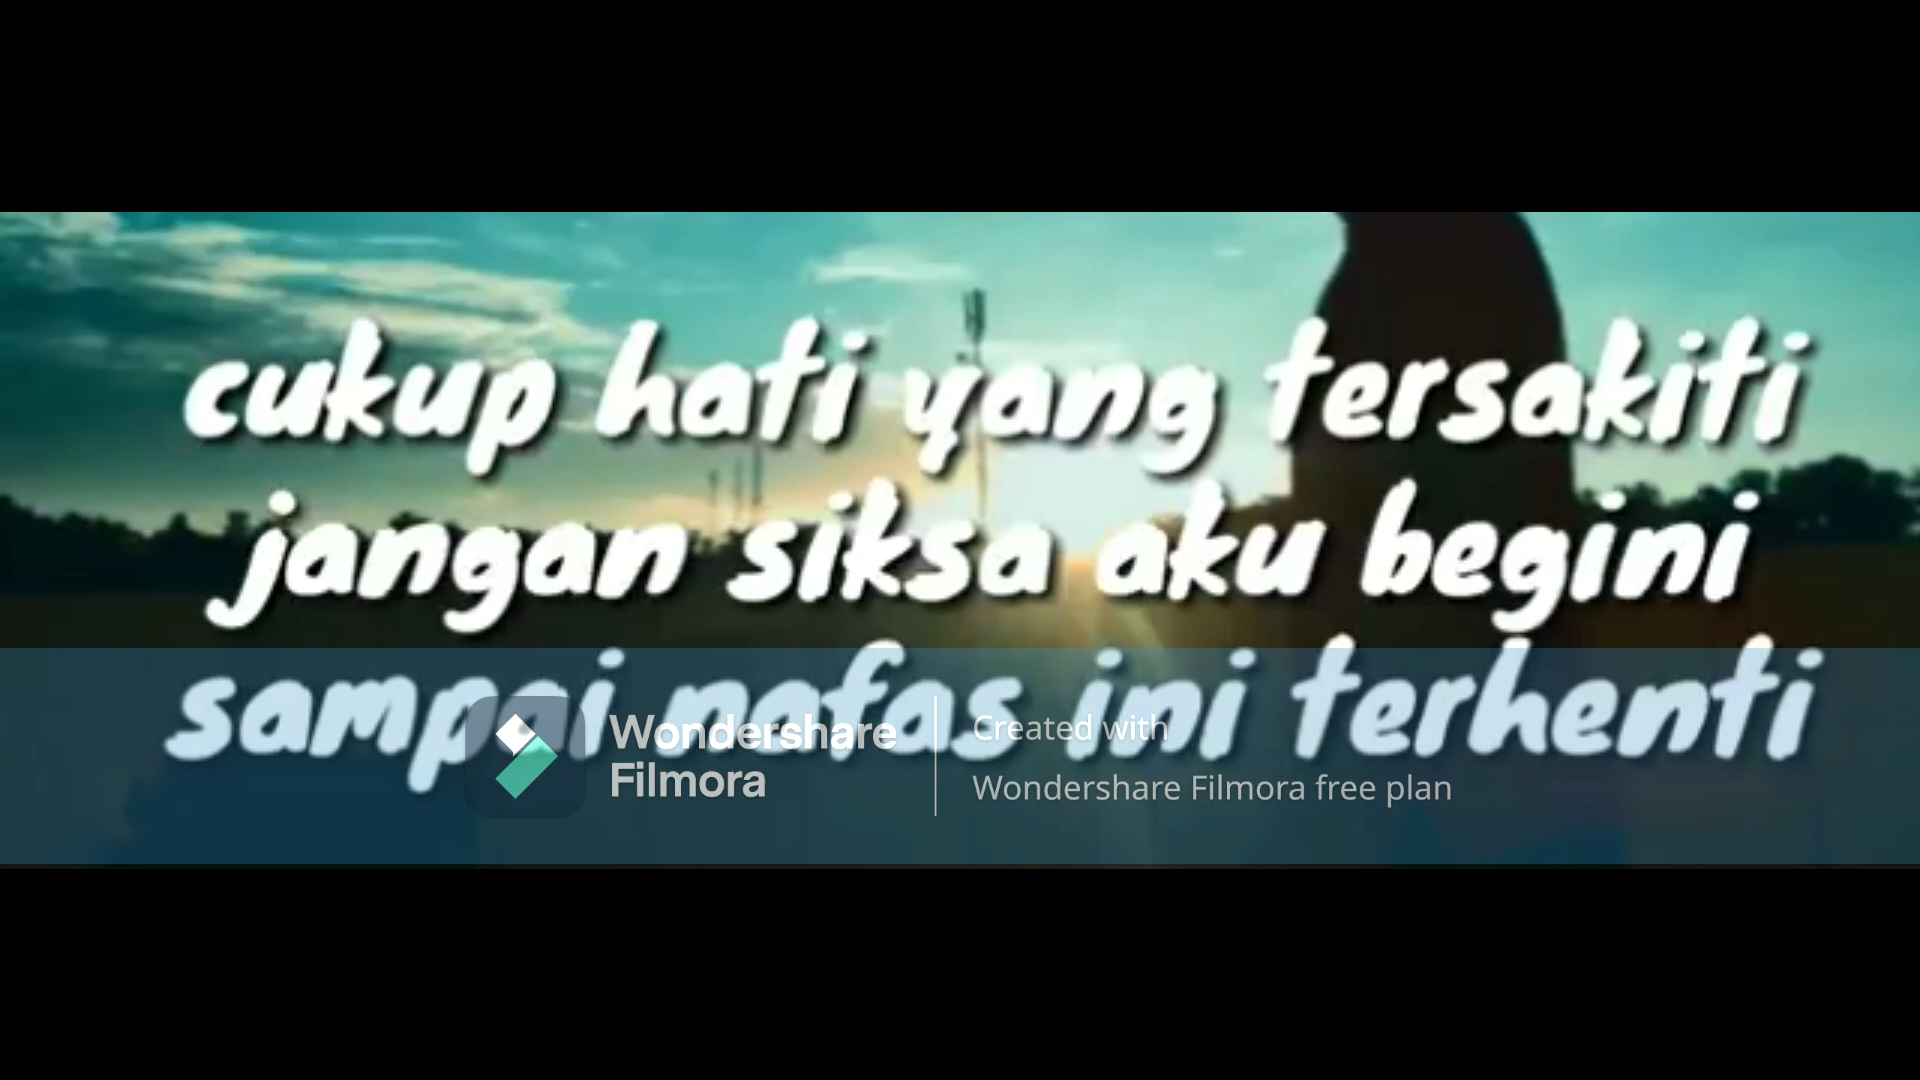 cukup hati yang tersakiti
jangan siksa aku begini
sampai nafas ini terhenti
Wondershare
Filmora
Created with
Wondershare Filmora free plan